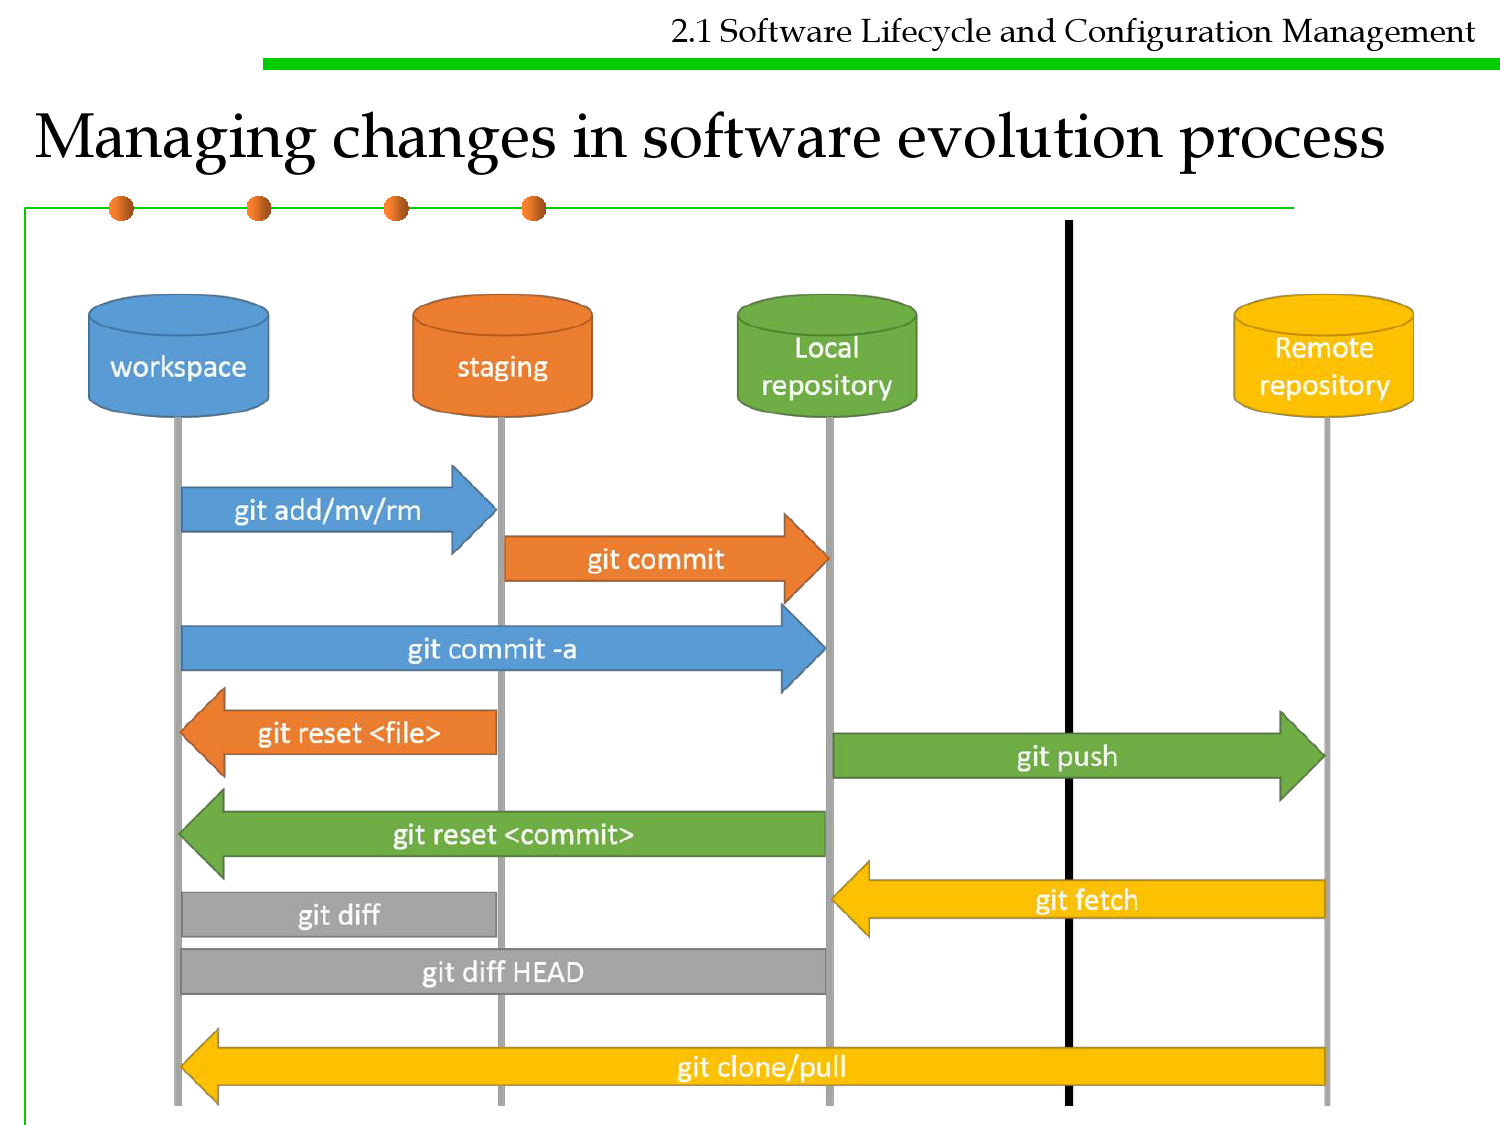 2.1 Software Lifecycle and Configuration Management
Managing changes in software evolution process
workspace
staging
Local
repository
Remote
repository
git add/mv/rm
git commit
git commit -a
git reset <file>
git push
git reset <commit>
git fetch
git diff
git diff HEAD
git clone/pull